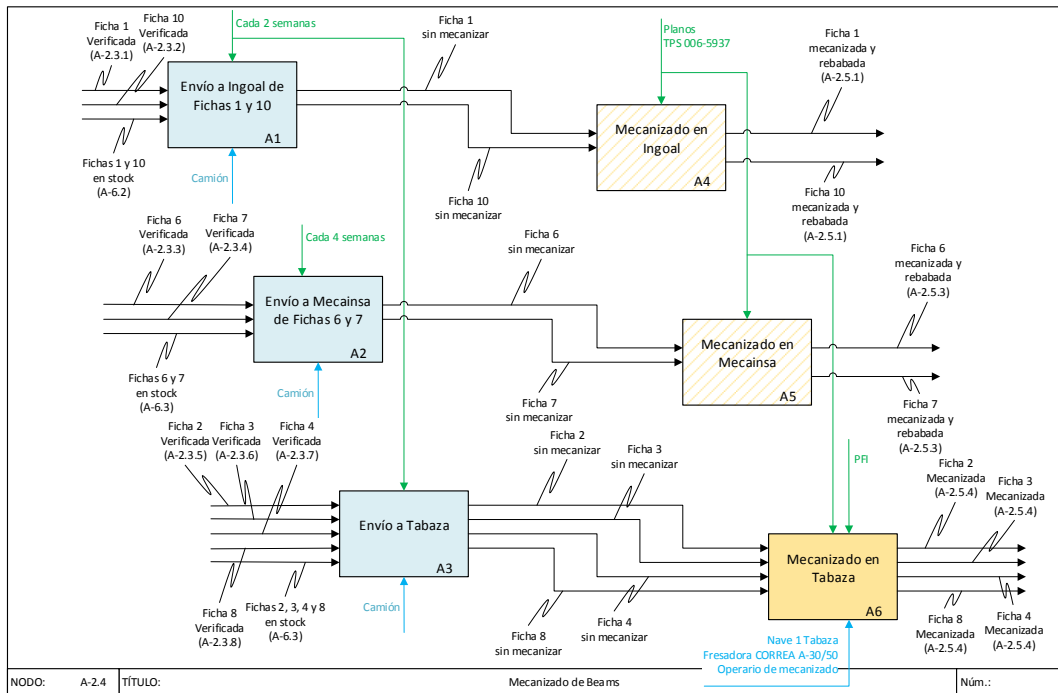 Ficha 1
Verificada
(A-2.3.1)
Ficha 10
Verificada
(A-2.3.2)
Cada 2 semanas
Ficha 1
sin mecanizar
Planos
TPS 006-5937
Ficha 1
mecanizada y
rebabada
(A-2.5.1)
Envío a Ingoal de
Fichas 1 y 10
A1
Mecanizado en
Ingoal
A4
Fichas 1 y 10
en stock
(A-6.2)
Camión
Ficha 10
sin mecanizar
Ficha 10
mecanizada y
rebabada
(A-2.5.1)
Ficha 6
Verificada
(A-2.3.3)
Ficha 7
Verificada
(A-2.3.4)
Cada 4 semanas
Ficha 6
sin mecanizar
Ficha 6
mecanizada y
rebabada
(A-2.5.3)
Envío a Mecainsa
de Fichas 6 y 7
A2
Mecanizado en
Mecainsa
A5
Fichas 6 y 7
en stock
(A-6.3)
Camión
Ficha 7
sin mecanizar
Ficha 7
mecanizada y
rebabada
(A-2.5.3)
Ficha 2
Verificada
(A-2.3.5)
Ficha 3
Verificada
(A-2.3.6)
Ficha 4
Verificada
(A-2.3.7)
Ficha 2
sin mecanizar
Ficha 3
sin mecanizar
PFI
Ficha 2
Mecanizada
(A-2.5.4)
Ficha 3
Mecanizada
(A-2.5.4)
Envío a Tabaza
A3
Mecanizado en
Tabaza
A6
Ficha 8
Verificada
(A-2.3.8)
Fichas 2, 3, 4 y 8
en stock
(A-6.3)
Camión
Ficha 8
sin mecanizar
Ficha 4
sin mecanizar
Ficha 8
Mecanizada
(A-2.5.4)
Ficha 4
Mecanizada
(A-2.5.4)
Nave 1 Tabaza
Fresadora CORREA A-30/50
Operario de mecanizado
NODO: A-2.4 TÍTULO: Mecanizado de Beams Núm.: